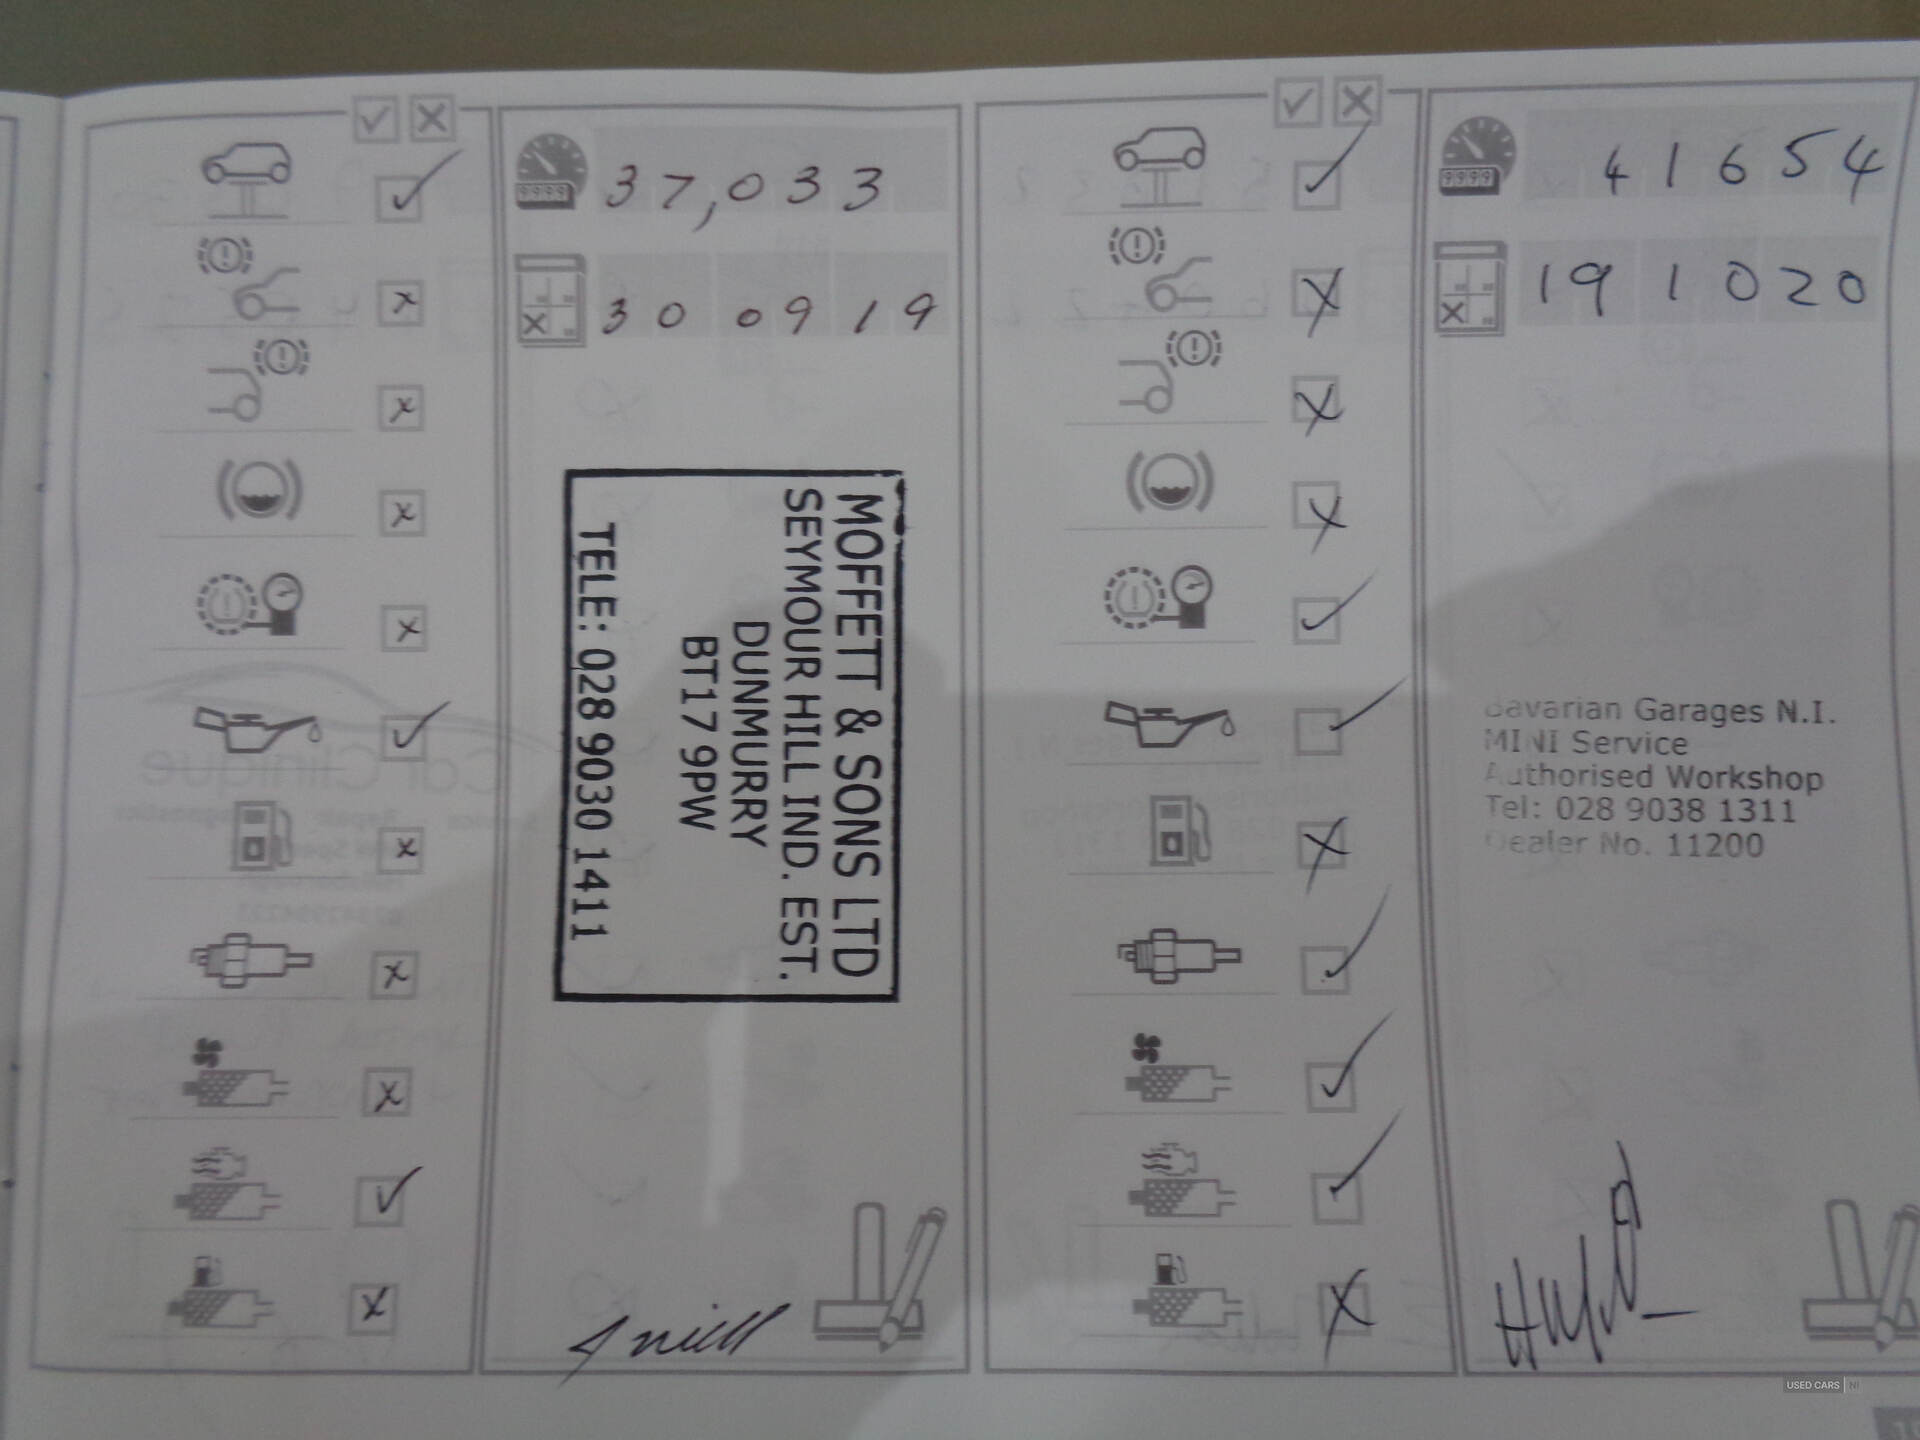 37,033
30 09 19
MOFFETT & SONS LTD
SEYMOUR HILL IND. EST.
DUNMURRY
BT17 9PW
TELE: 028 9030 1411
41654
19 10 20
Bavarian Garages N.I.
MINI Service
Authorised Workshop
Tel: 028 9038 1311
Dealer No. 11200
USED CARS NI